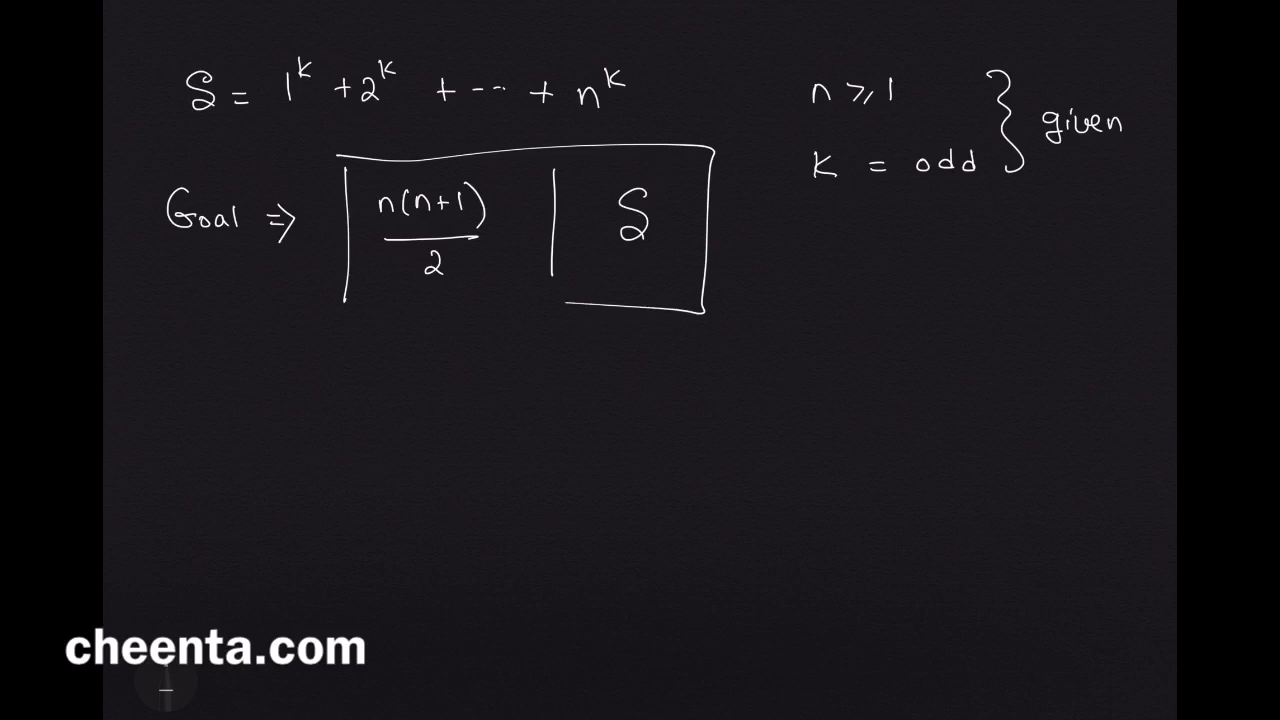 S = 1^k + 2^k + ... + n^k
n ⩾ 1
k = odd } given
Goal ⇒ n(n+1)/2 | S
cheenta.com